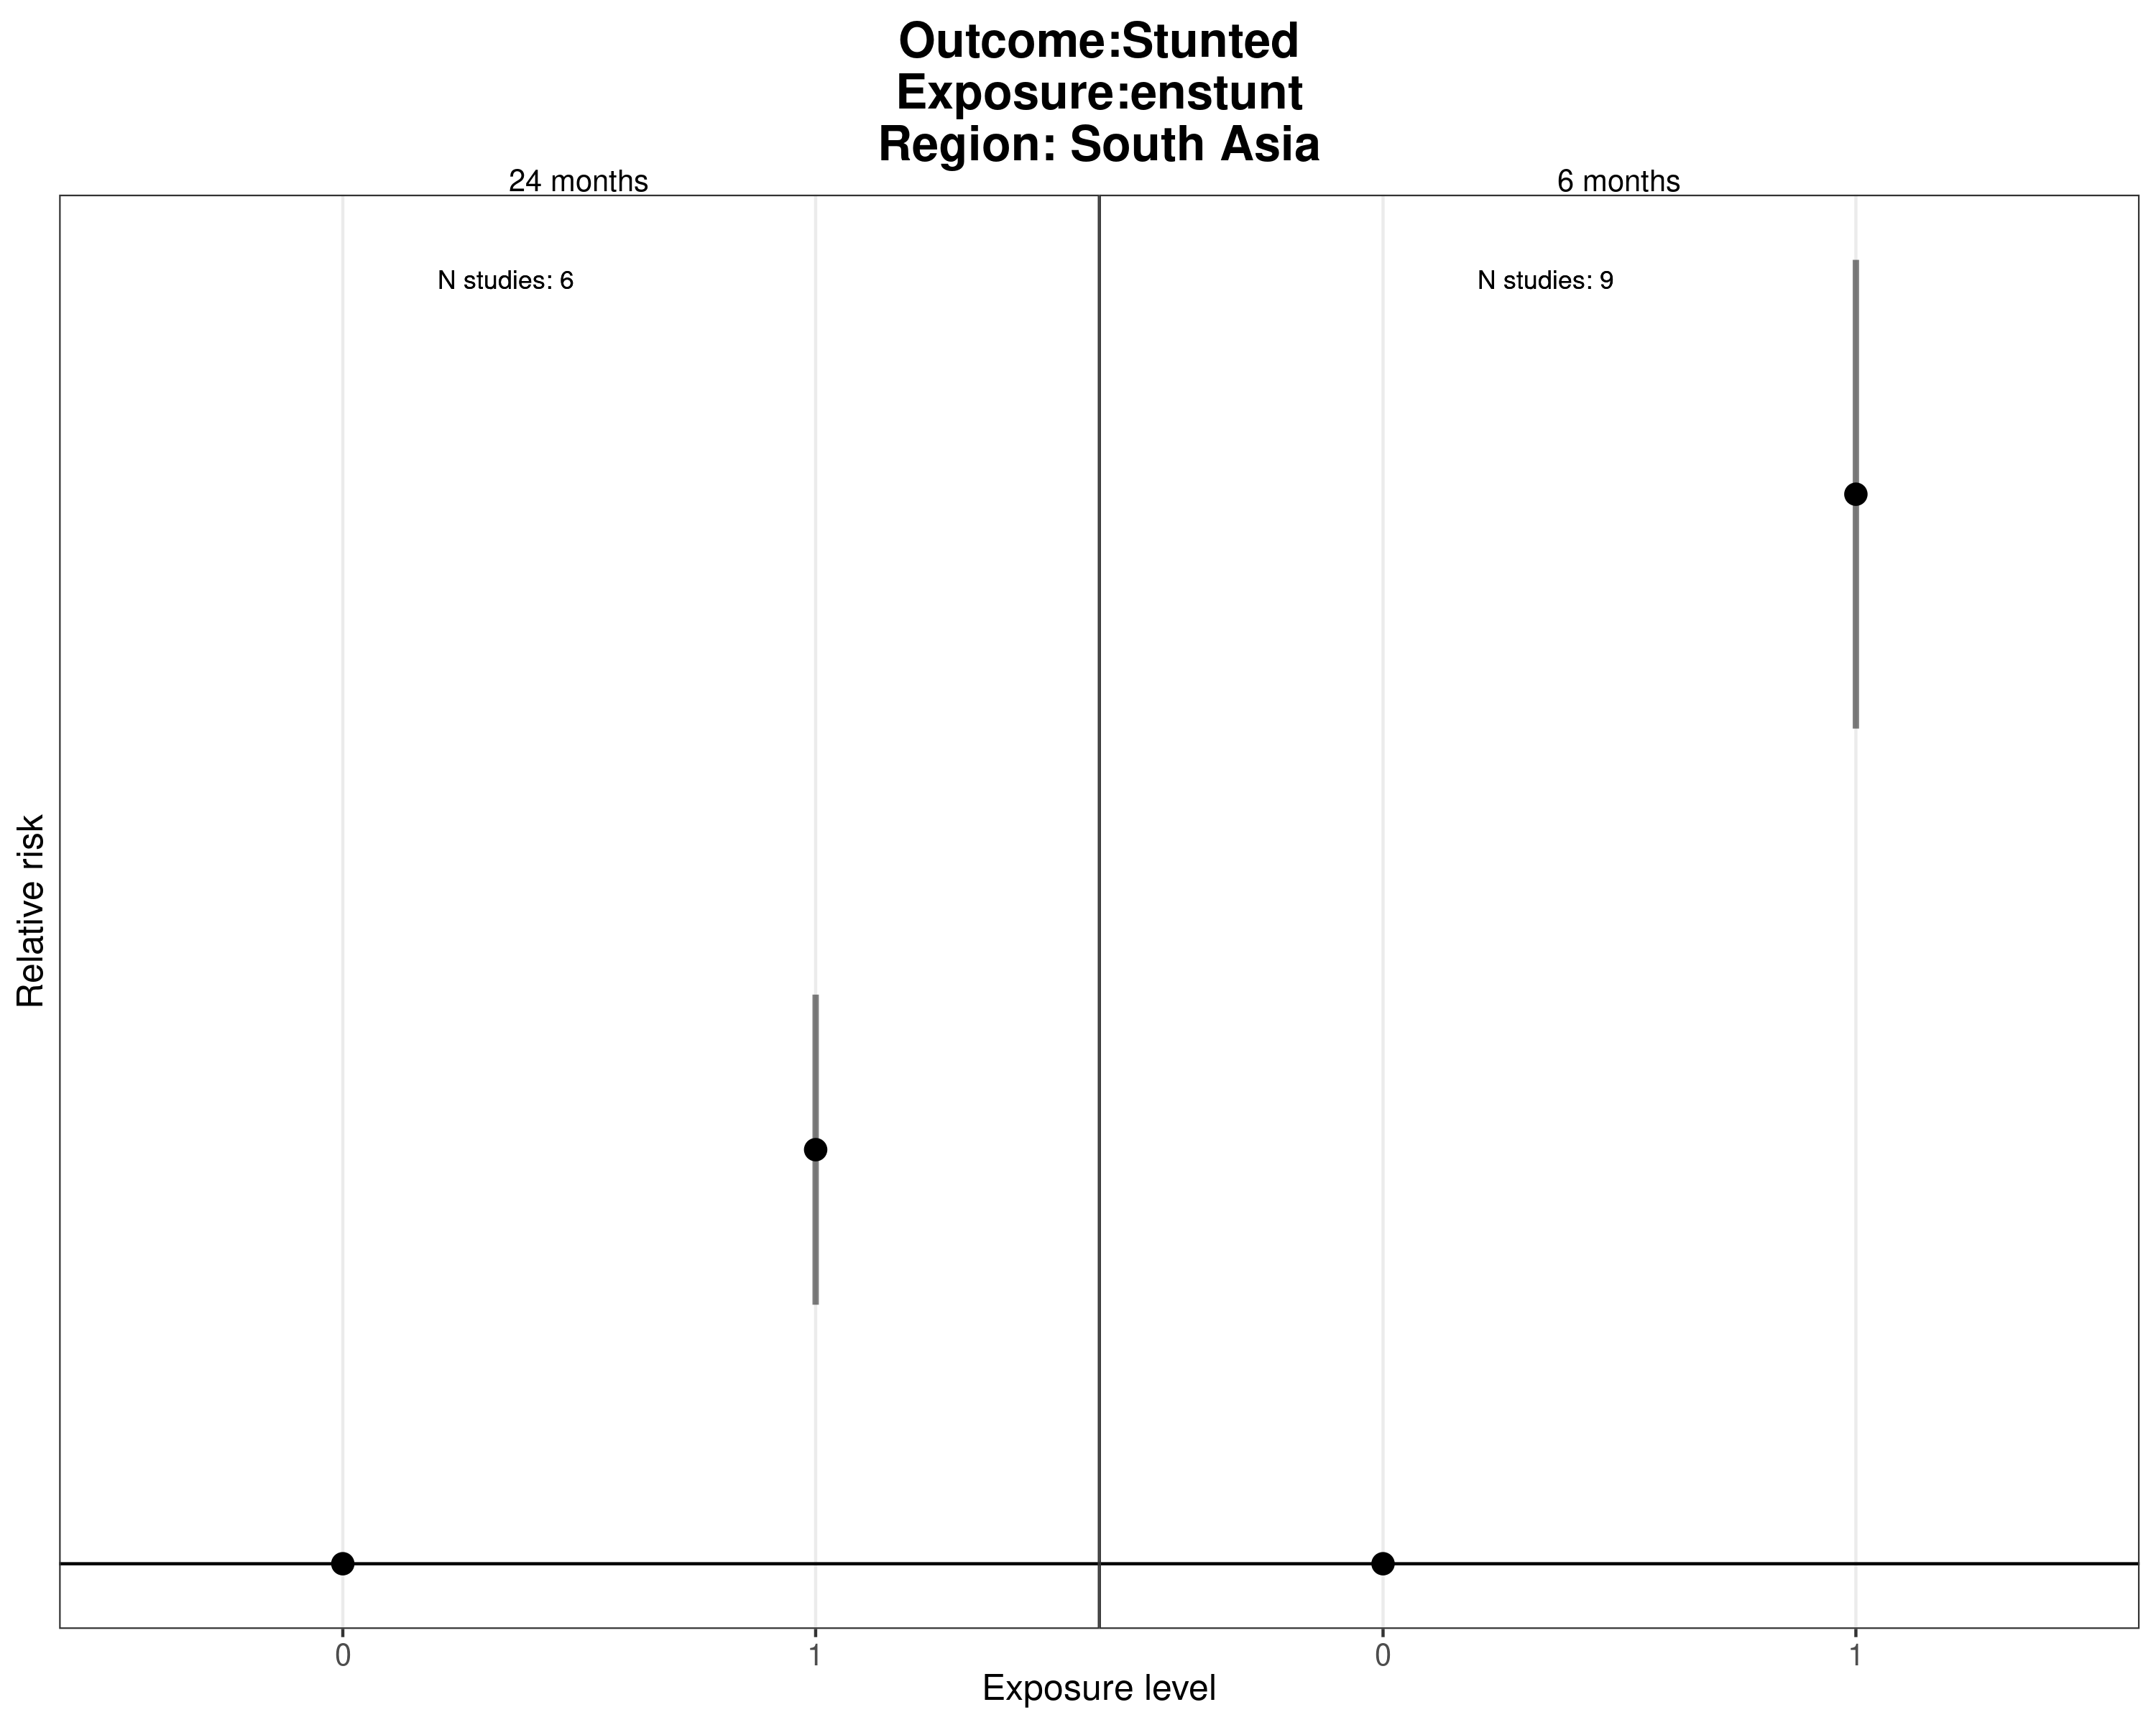 Outcome:Stunted
Exposure:enstunt
Region: South Asia
24 months
6 months
N studies: 6
N studies: 9
Relative risk
0
1
0
1
Exposure level